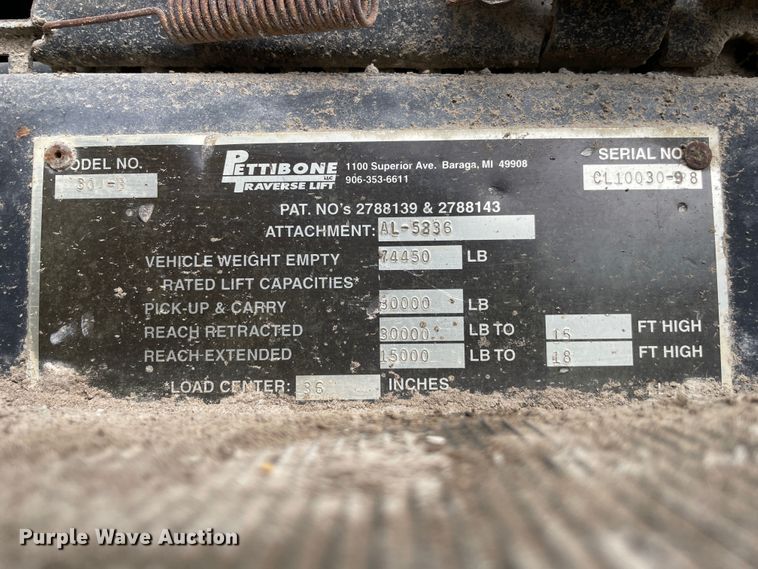 PETTIBONE LLC
TRAVERSE LIFT
1100 Superior Ave. Baraga, MI 49908
906-353-6611
ODEL NO.
SERIAL NO
CL10030-98
PAT. NO's 2788139 & 2788143
ATTACHMENT: AL-5236
VEHICLE WEIGHT EMPTY 74450 LB
RATED LIFT CAPACITIES*
PICK-UP & CARRY 30000 LB
REACH RETRACTED 30000 LB TO 15 FT HIGH
REACH EXTENDED 15000 LB TO 18 FT HIGH
*LOAD CENTER: 36 INCHES
Purple Wave Auction